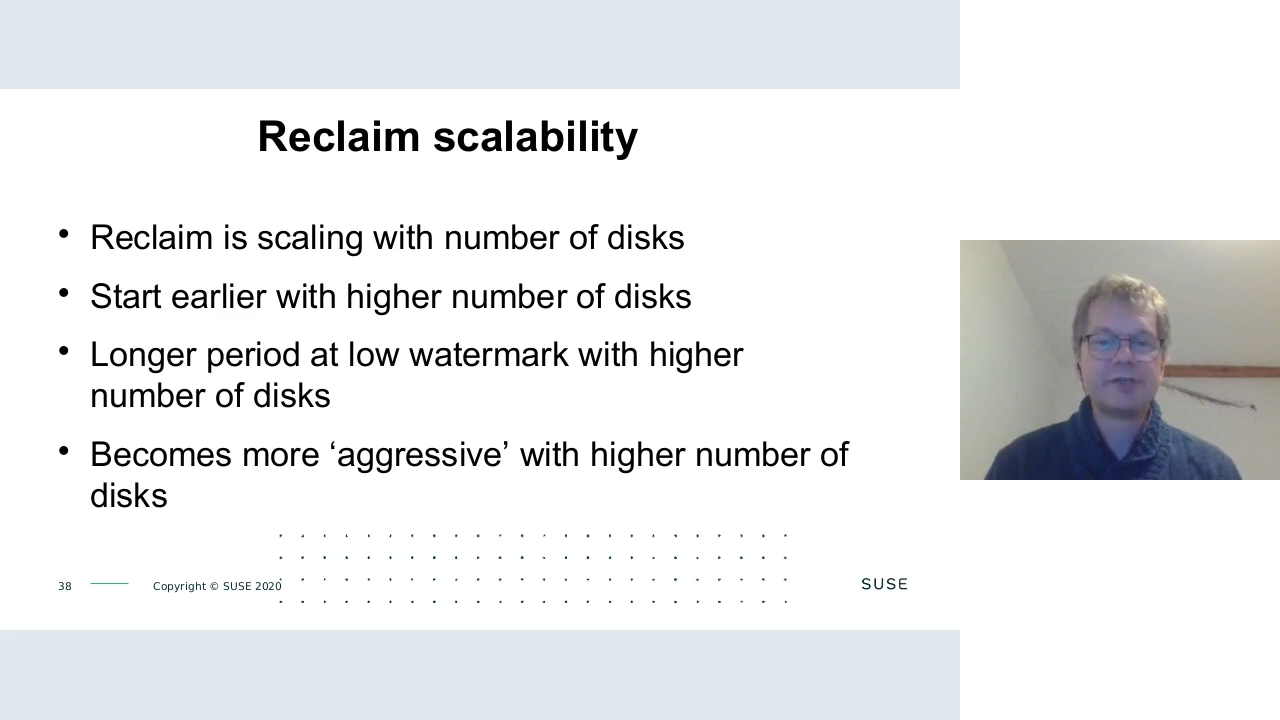 Reclaim scalability
• Reclaim is scaling with number of disks
• Start earlier with higher number of disks
• Longer period at low watermark with higher
number of disks
• Becomes more ‘aggressive’ with higher number of
disks
38
Copyright © SUSE 2020
SUSE